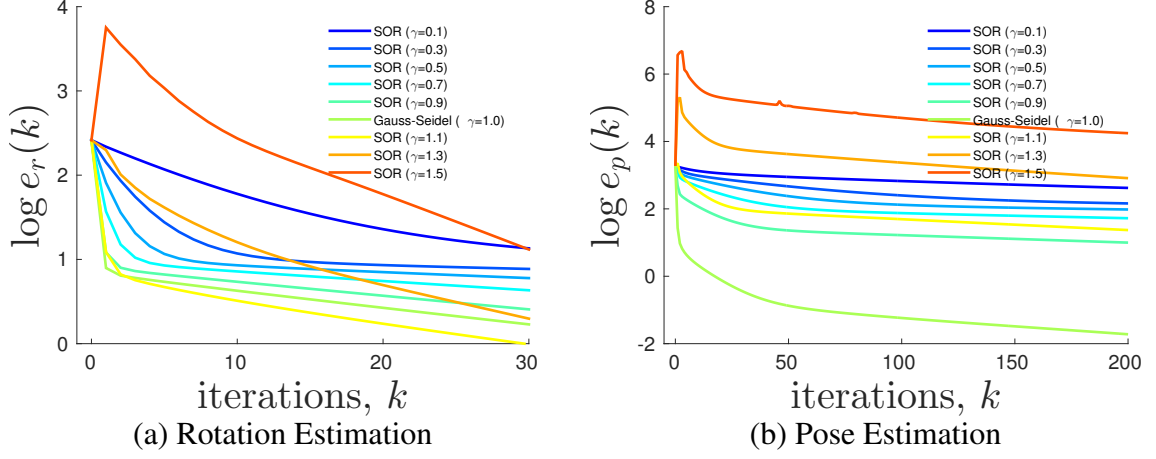 4
3
2
1
0
0
10
20
30
log e_r(k)
iterations, k
SOR (γ=0.1)
SOR (γ=0.3)
SOR (γ=0.5)
SOR (γ=0.7)
SOR (γ=0.9)
Gauss-Seidel ( γ=1.0)
SOR (γ=1.1)
SOR (γ=1.3)
SOR (γ=1.5)
(a) Rotation Estimation
8
6
4
2
0
-2
0
50
100
150
200
log e_p(k)
iterations, k
SOR (γ=0.1)
SOR (γ=0.3)
SOR (γ=0.5)
SOR (γ=0.7)
SOR (γ=0.9)
Gauss-Seidel ( γ=1.0)
SOR (γ=1.1)
SOR (γ=1.3)
SOR (γ=1.5)
(b) Pose Estimation